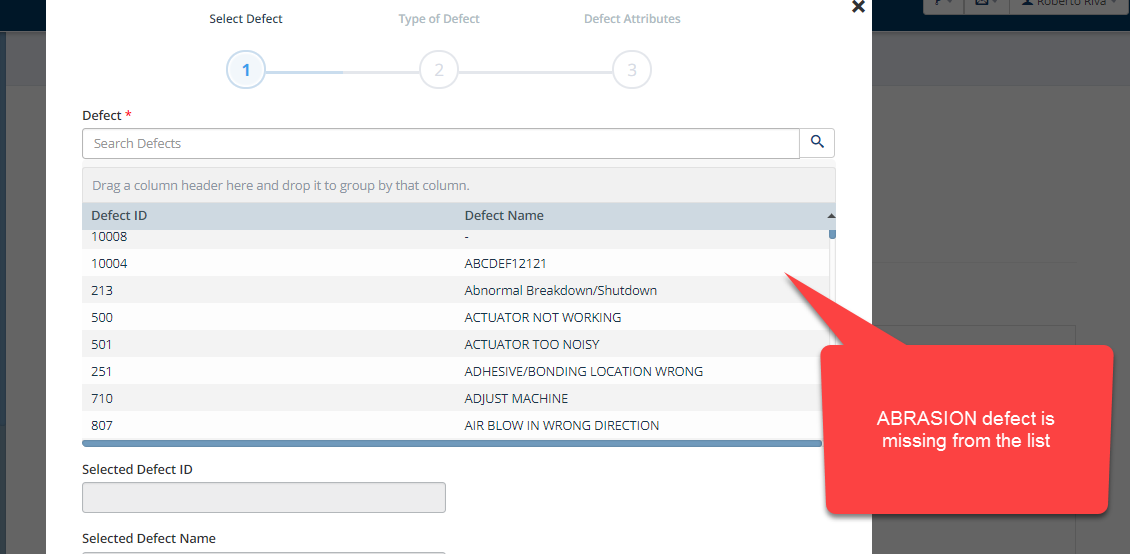 Roberto Riva
Select Defect
Type of Defect
Defect Attributes
1
2
3
Defect *
Search Defects
Drag a column header here and drop it to group by that column.
Defect ID Defect Name
10008 -
10004 ABCDEF12121
213 Abnormal Breakdown/Shutdown
500 ACTUATOR NOT WORKING
501 ACTUATOR TOO NOISY
251 ADHESIVE/BONDING LOCATION WRONG
710 ADJUST MACHINE
807 AIR BLOW IN WRONG DIRECTION
ABRASION defect is
missing from the list
Selected Defect ID
Selected Defect Name